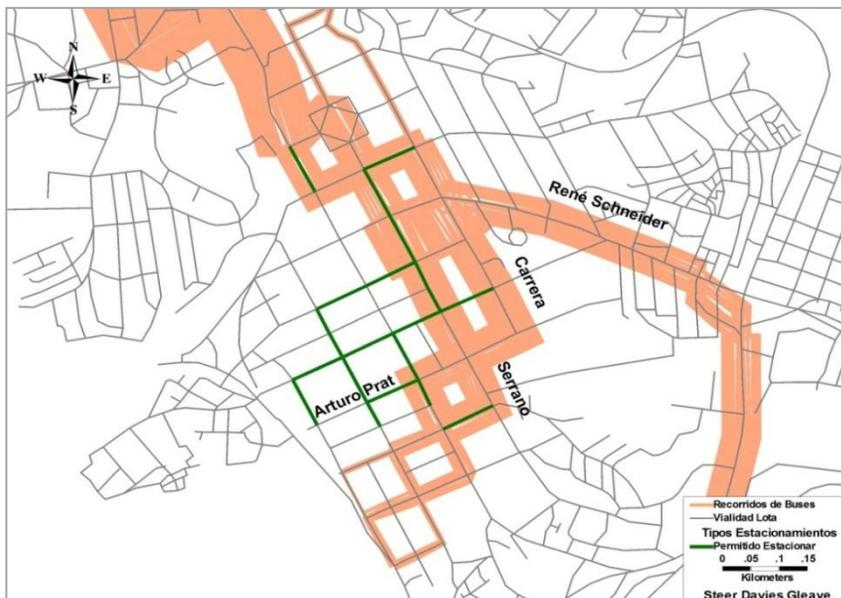 N
W E
S
René Schneider
Carrera
Arturo Prat
Serrano
Recorridos de Buses
Vialidad Lota
Tipos Estacionamientos
Permitido Estacionar
0 .05 .1 .15
Kilometers
Steer Davies Gleave